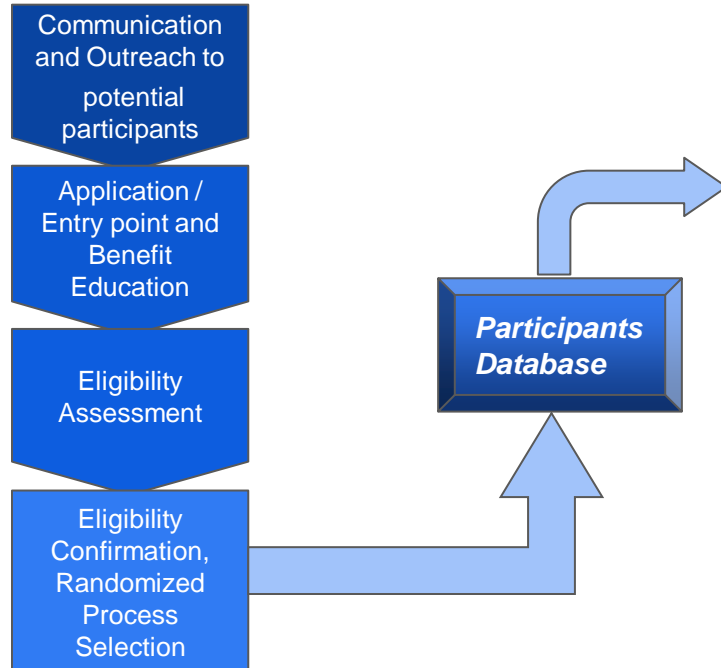 Communication
and Outreach to
potential
participants
Application /
Entry point and
Benefit
Education
Eligibility
Assessment
Eligibility
Confirmation,
Randomized
Process
Selection
Participants
Database